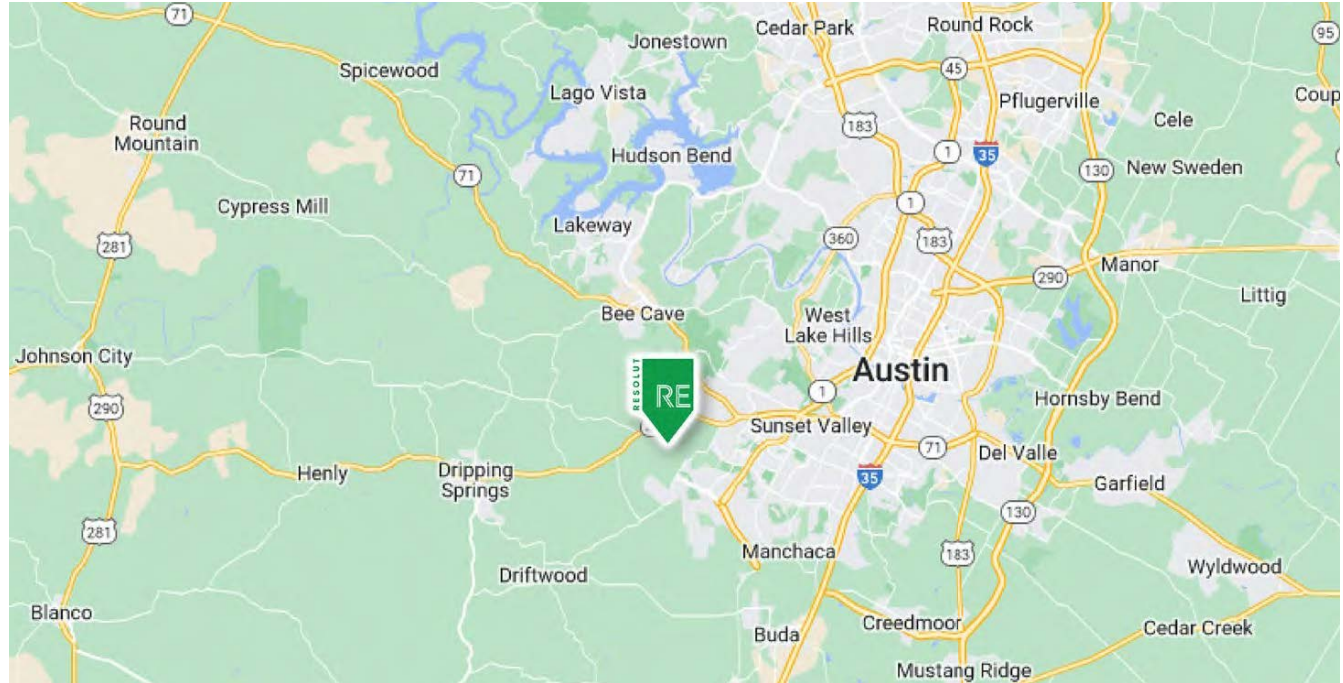 71
Cedar Park
Round Rock
95
Jonestown
Spicewood
45
Lago Vista
Pflugerville
Coup
Round
Mountain
183
Cele
Hudson Bend
1
35
71
130
New Sweden
Cypress Mill
1
Lakeway
360
183
281
Manor
290
Littig
Bee Cave
West
Lake Hills
Johnson City
Austin
RESOLUT
RE
1
290
Hornsby Bend
Sunset Valley
71
Del Valle
Henly
Dripping
Springs
35
Garfield
130
281
Manchaca
183
Driftwood
Wyldwood
Blanco
Creedmoor
Buda
Cedar Creek
Mustang Ridge